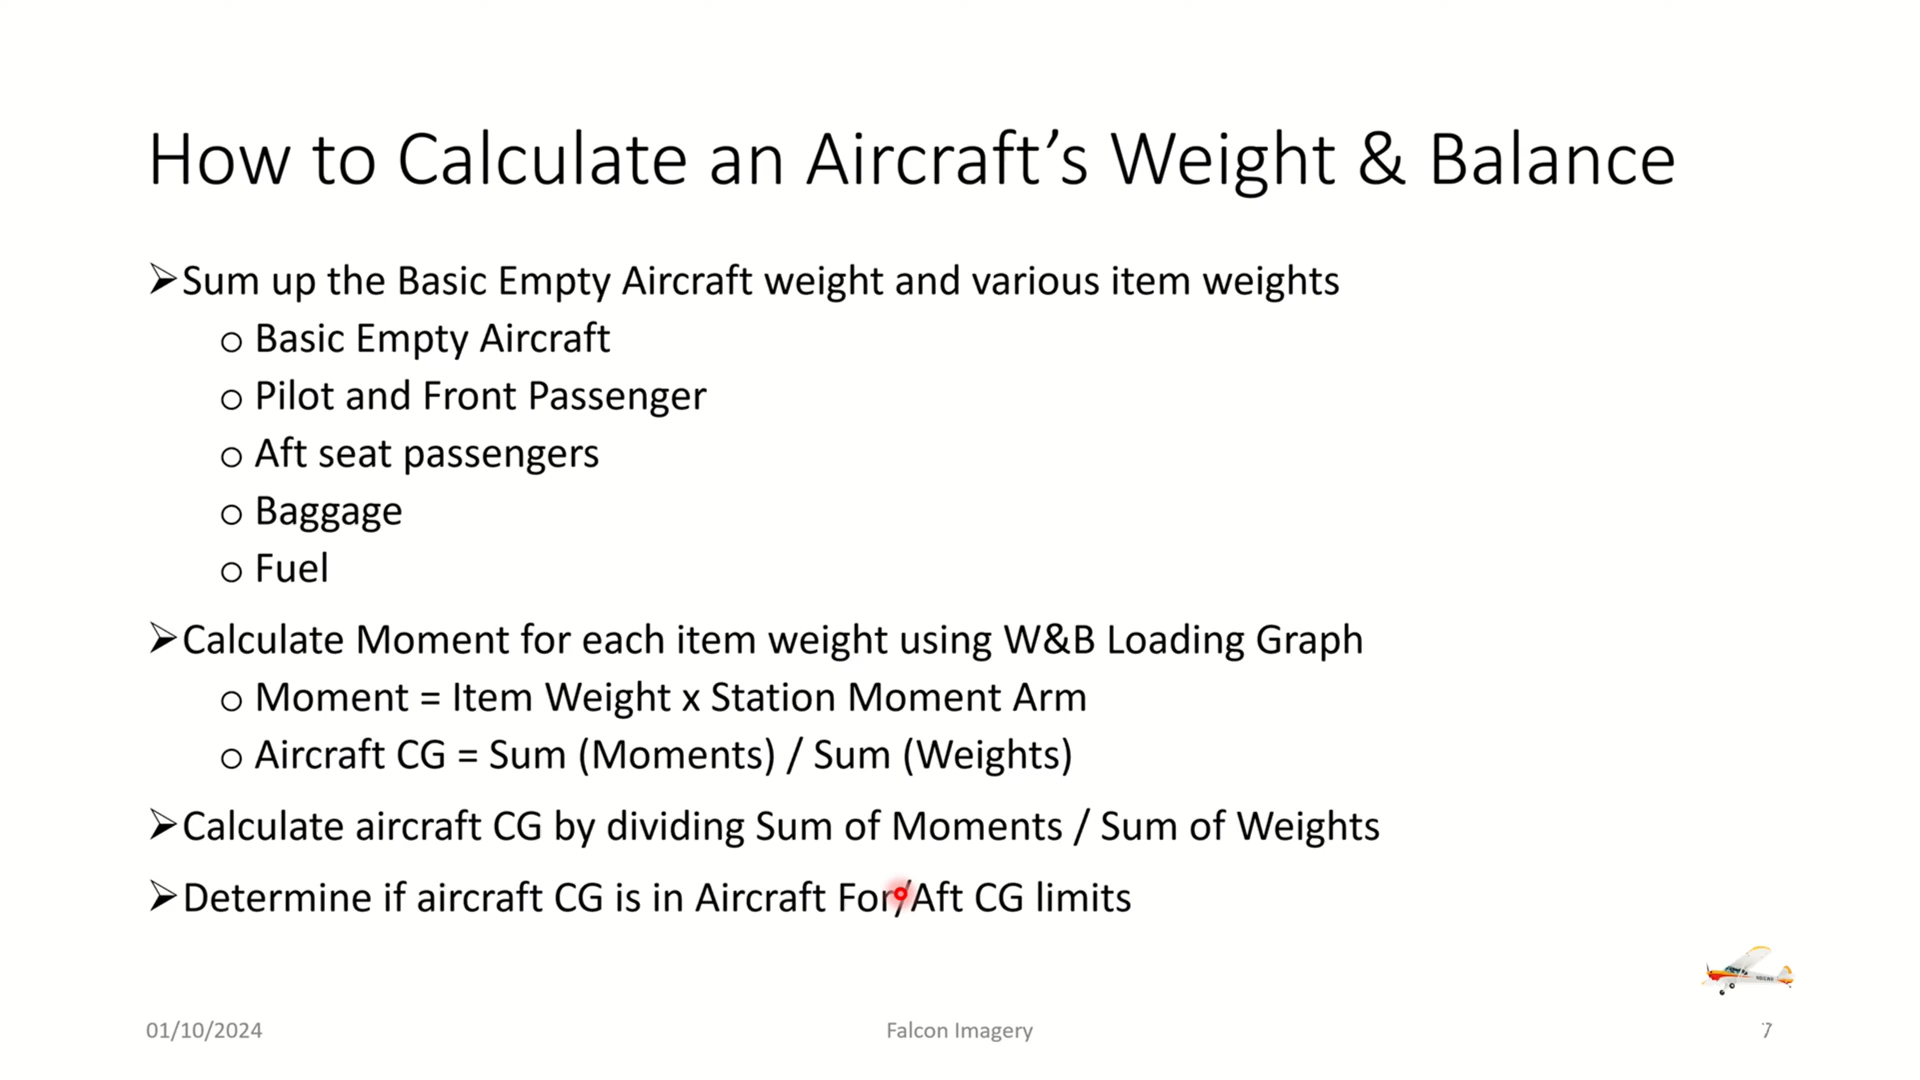 How to Calculate an Aircraft’s Weight & Balance
➢Sum up the Basic Empty Aircraft weight and various item weights
o Basic Empty Aircraft
o Pilot and Front Passenger
o Aft seat passengers
o Baggage
o Fuel
➢Calculate Moment for each item weight using W&B Loading Graph
o Moment = Item Weight x Station Moment Arm
o Aircraft CG = Sum (Moments) / Sum (Weights)
➢Calculate aircraft CG by dividing Sum of Moments / Sum of Weights
➢Determine if aircraft CG is in Aircraft For/Aft CG limits
01/10/2024
Falcon Imagery
7